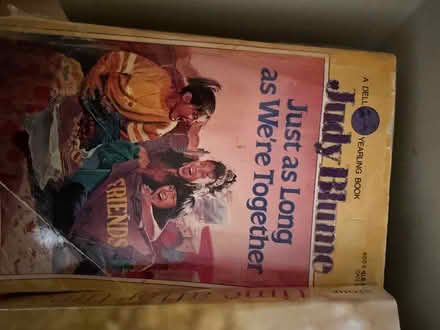 A DELL YEARLING BOOK
Judy Blume
Just as Long
as We're Together
FRIENDS